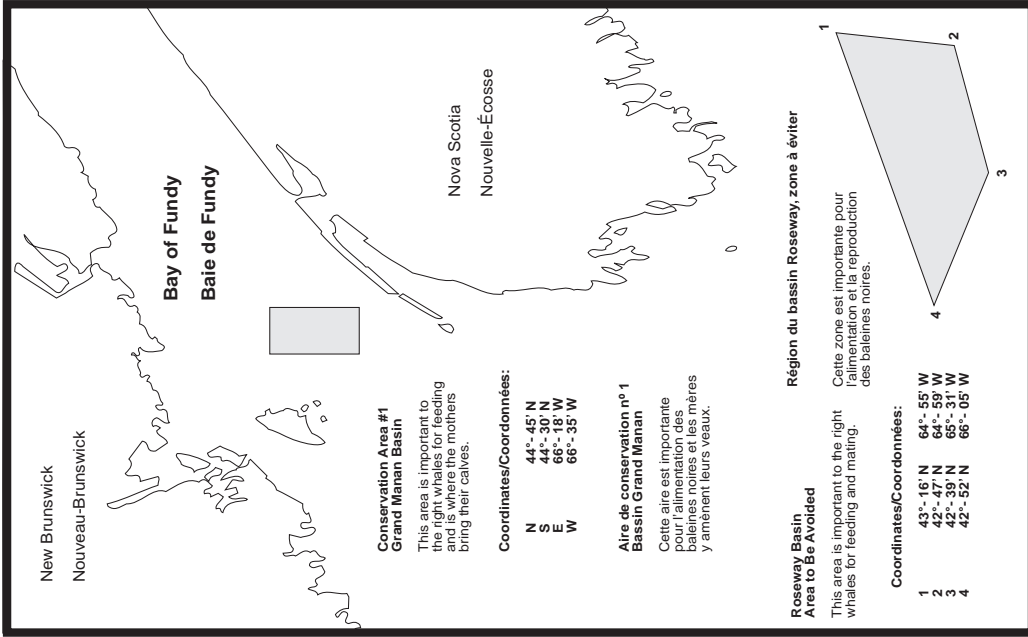 New Brunswick
Nouveau-Brunswick
Bay of Fundy
Baie de Fundy
Nova Scotia
Nouvelle-Écosse
Conservation Area #1
Grand Manan Basin
This area is important to
the right whales for feeding
and is where the mothers
bring their calves.
Coordinates/Coordonnées:
N 44°- 45' N
S 44°- 30' N
E 66°- 18' W
W 66°- 35' W
Aire de conservation nº 1
Bassin Grand Manan
Cette aire est importante
pour l'alimentation des
baleines noires et les mères
y amènent leurs veaux.
Roseway Basin
Area to Be Avoided
This area is important to the right
whales for feeding and mating.
Région du bassin Roseway, zone à éviter
Cette zone est importante pour
l'alimentation et la reproduction
des baleines noires.
Coordinates/Coordonnées:
1 43°- 16' N 64°- 55' W
2 42°- 47' N 64°- 59' W
3 42°- 39' N 65°- 31' W
4 42°- 52' N 66°- 05' W
1
2
3
4